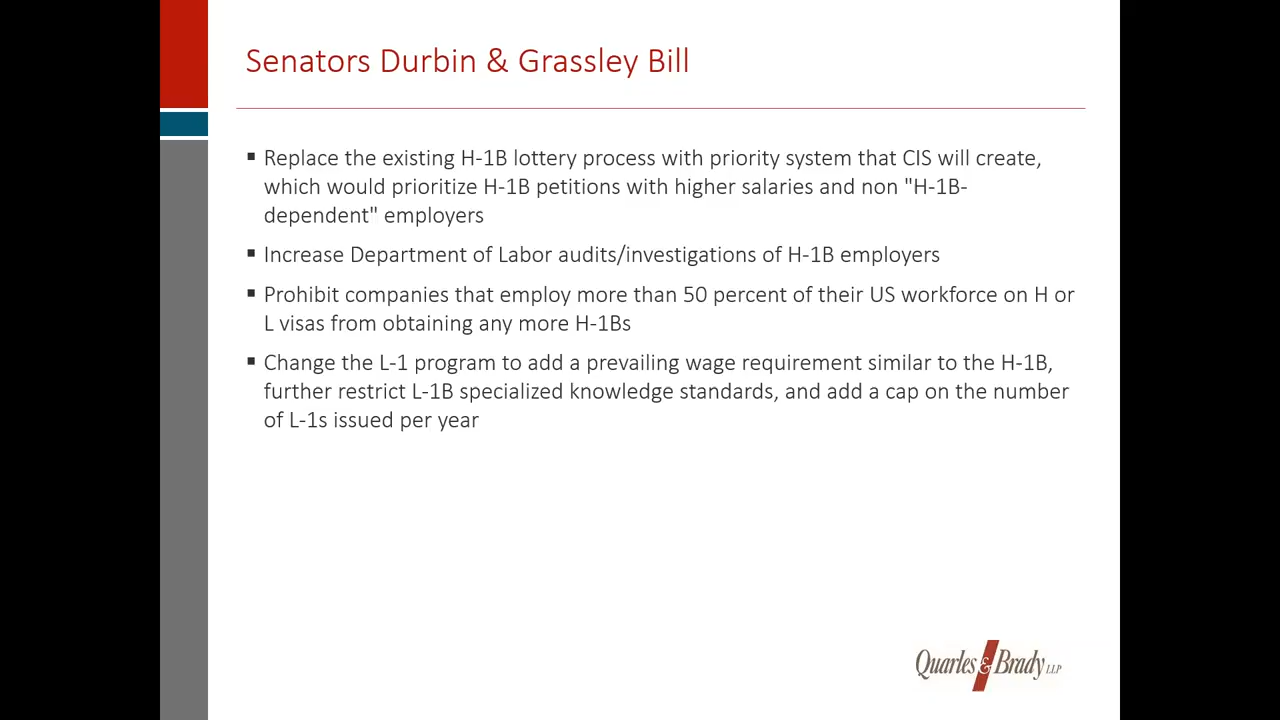 Senators Durbin & Grassley Bill
▪ Replace the existing H-1B lottery process with priority system that CIS will create,
which would prioritize H-1B petitions with higher salaries and non "H-1B-
dependent" employers
▪ Increase Department of Labor audits/investigations of H-1B employers
▪ Prohibit companies that employ more than 50 percent of their US workforce on H or
L visas from obtaining any more H-1Bs
▪ Change the L-1 program to add a prevailing wage requirement similar to the H-1B,
further restrict L-1B specialized knowledge standards, and add a cap on the number
of L-1s issued per year
Quarles & Brady LLP